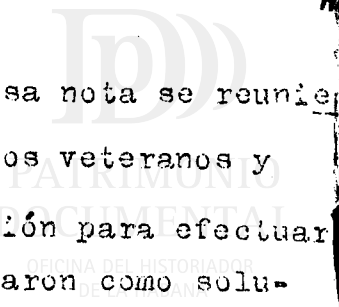 sa nota se reunie
os veteranos y
PATRIMONIO
ión para efectuar
DOCUMENTAL
OFICINA DEL HISTORIADOR
aron como solu-
DE LA HABANA